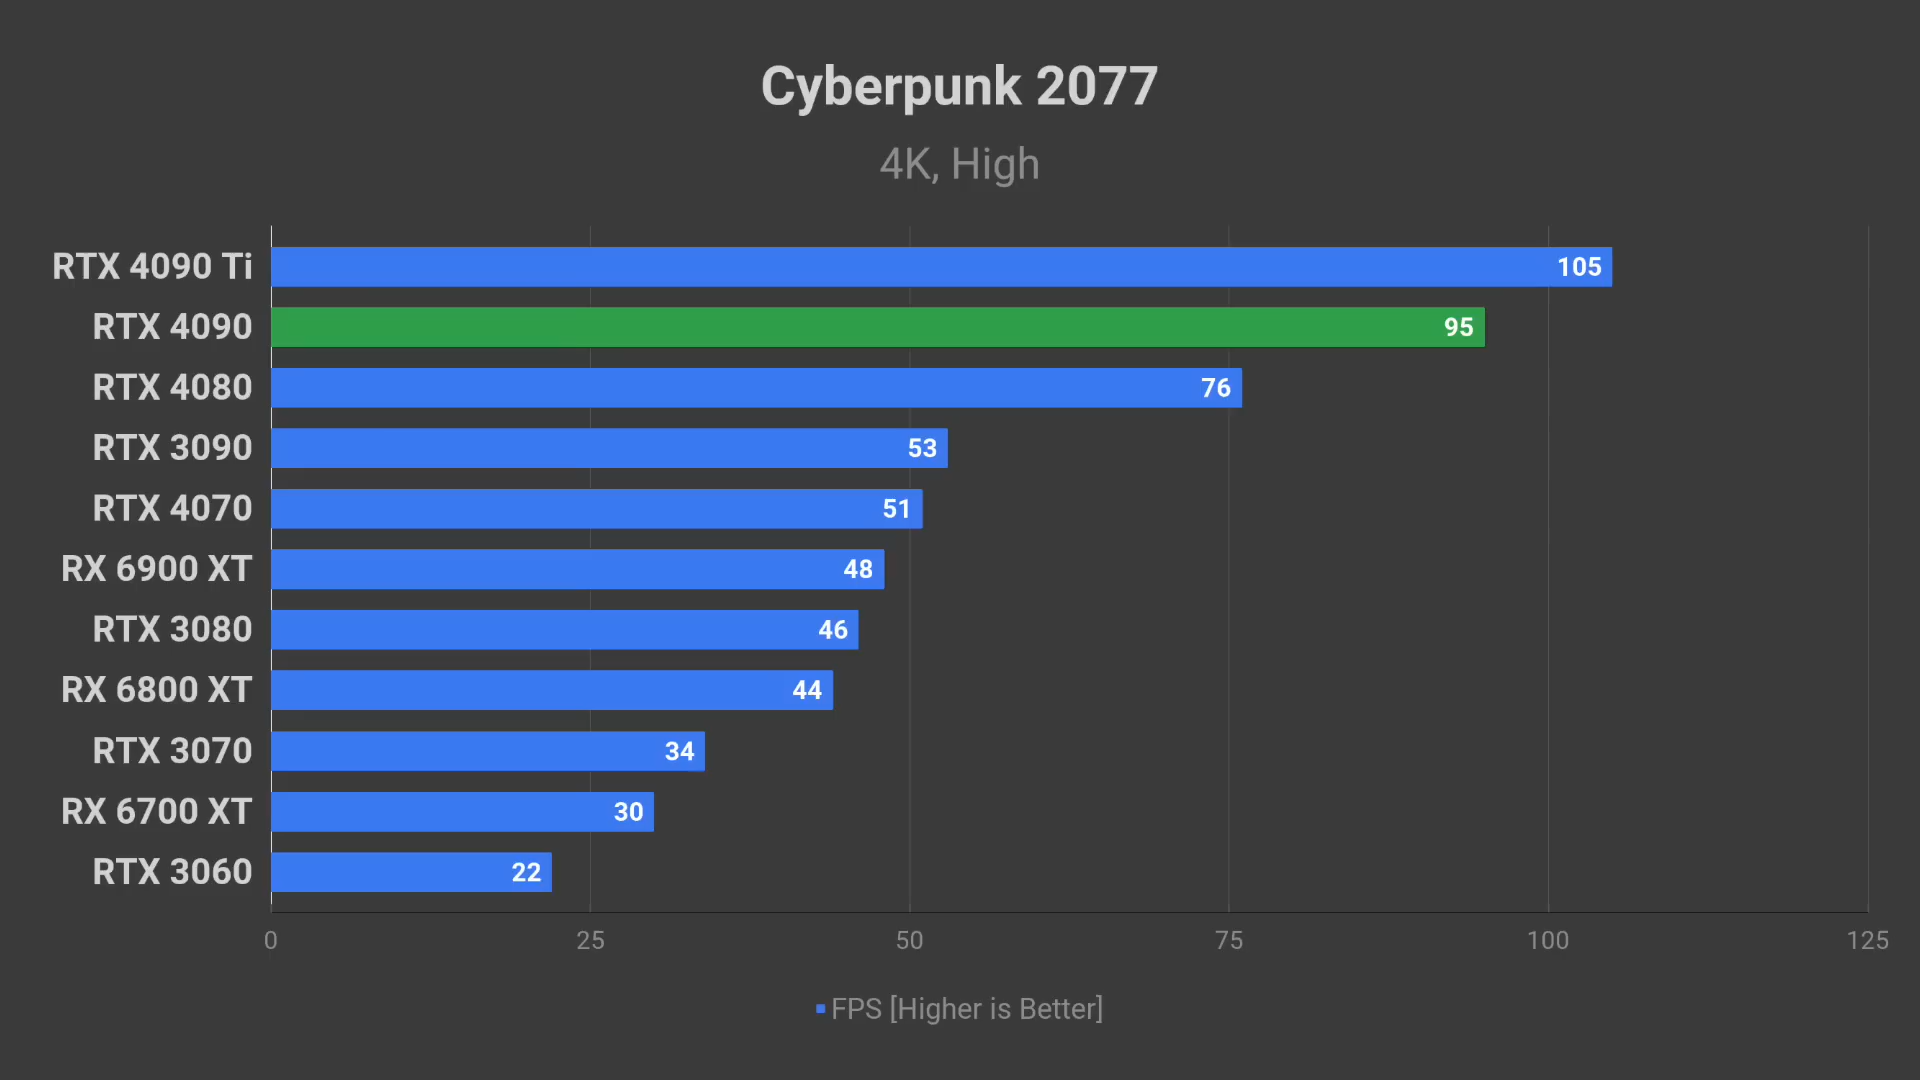 Cyberpunk 2077
4K, High
RTX 4090 Ti 105
RTX 4090 95
RTX 4080 76
RTX 3090 53
RTX 4070 51
RX 6900 XT 48
RTX 3080 46
RX 6800 XT 44
RTX 3070 34
RX 6700 XT 30
RTX 3060 22
0 25 50 75 100 125
FPS [Higher is Better]